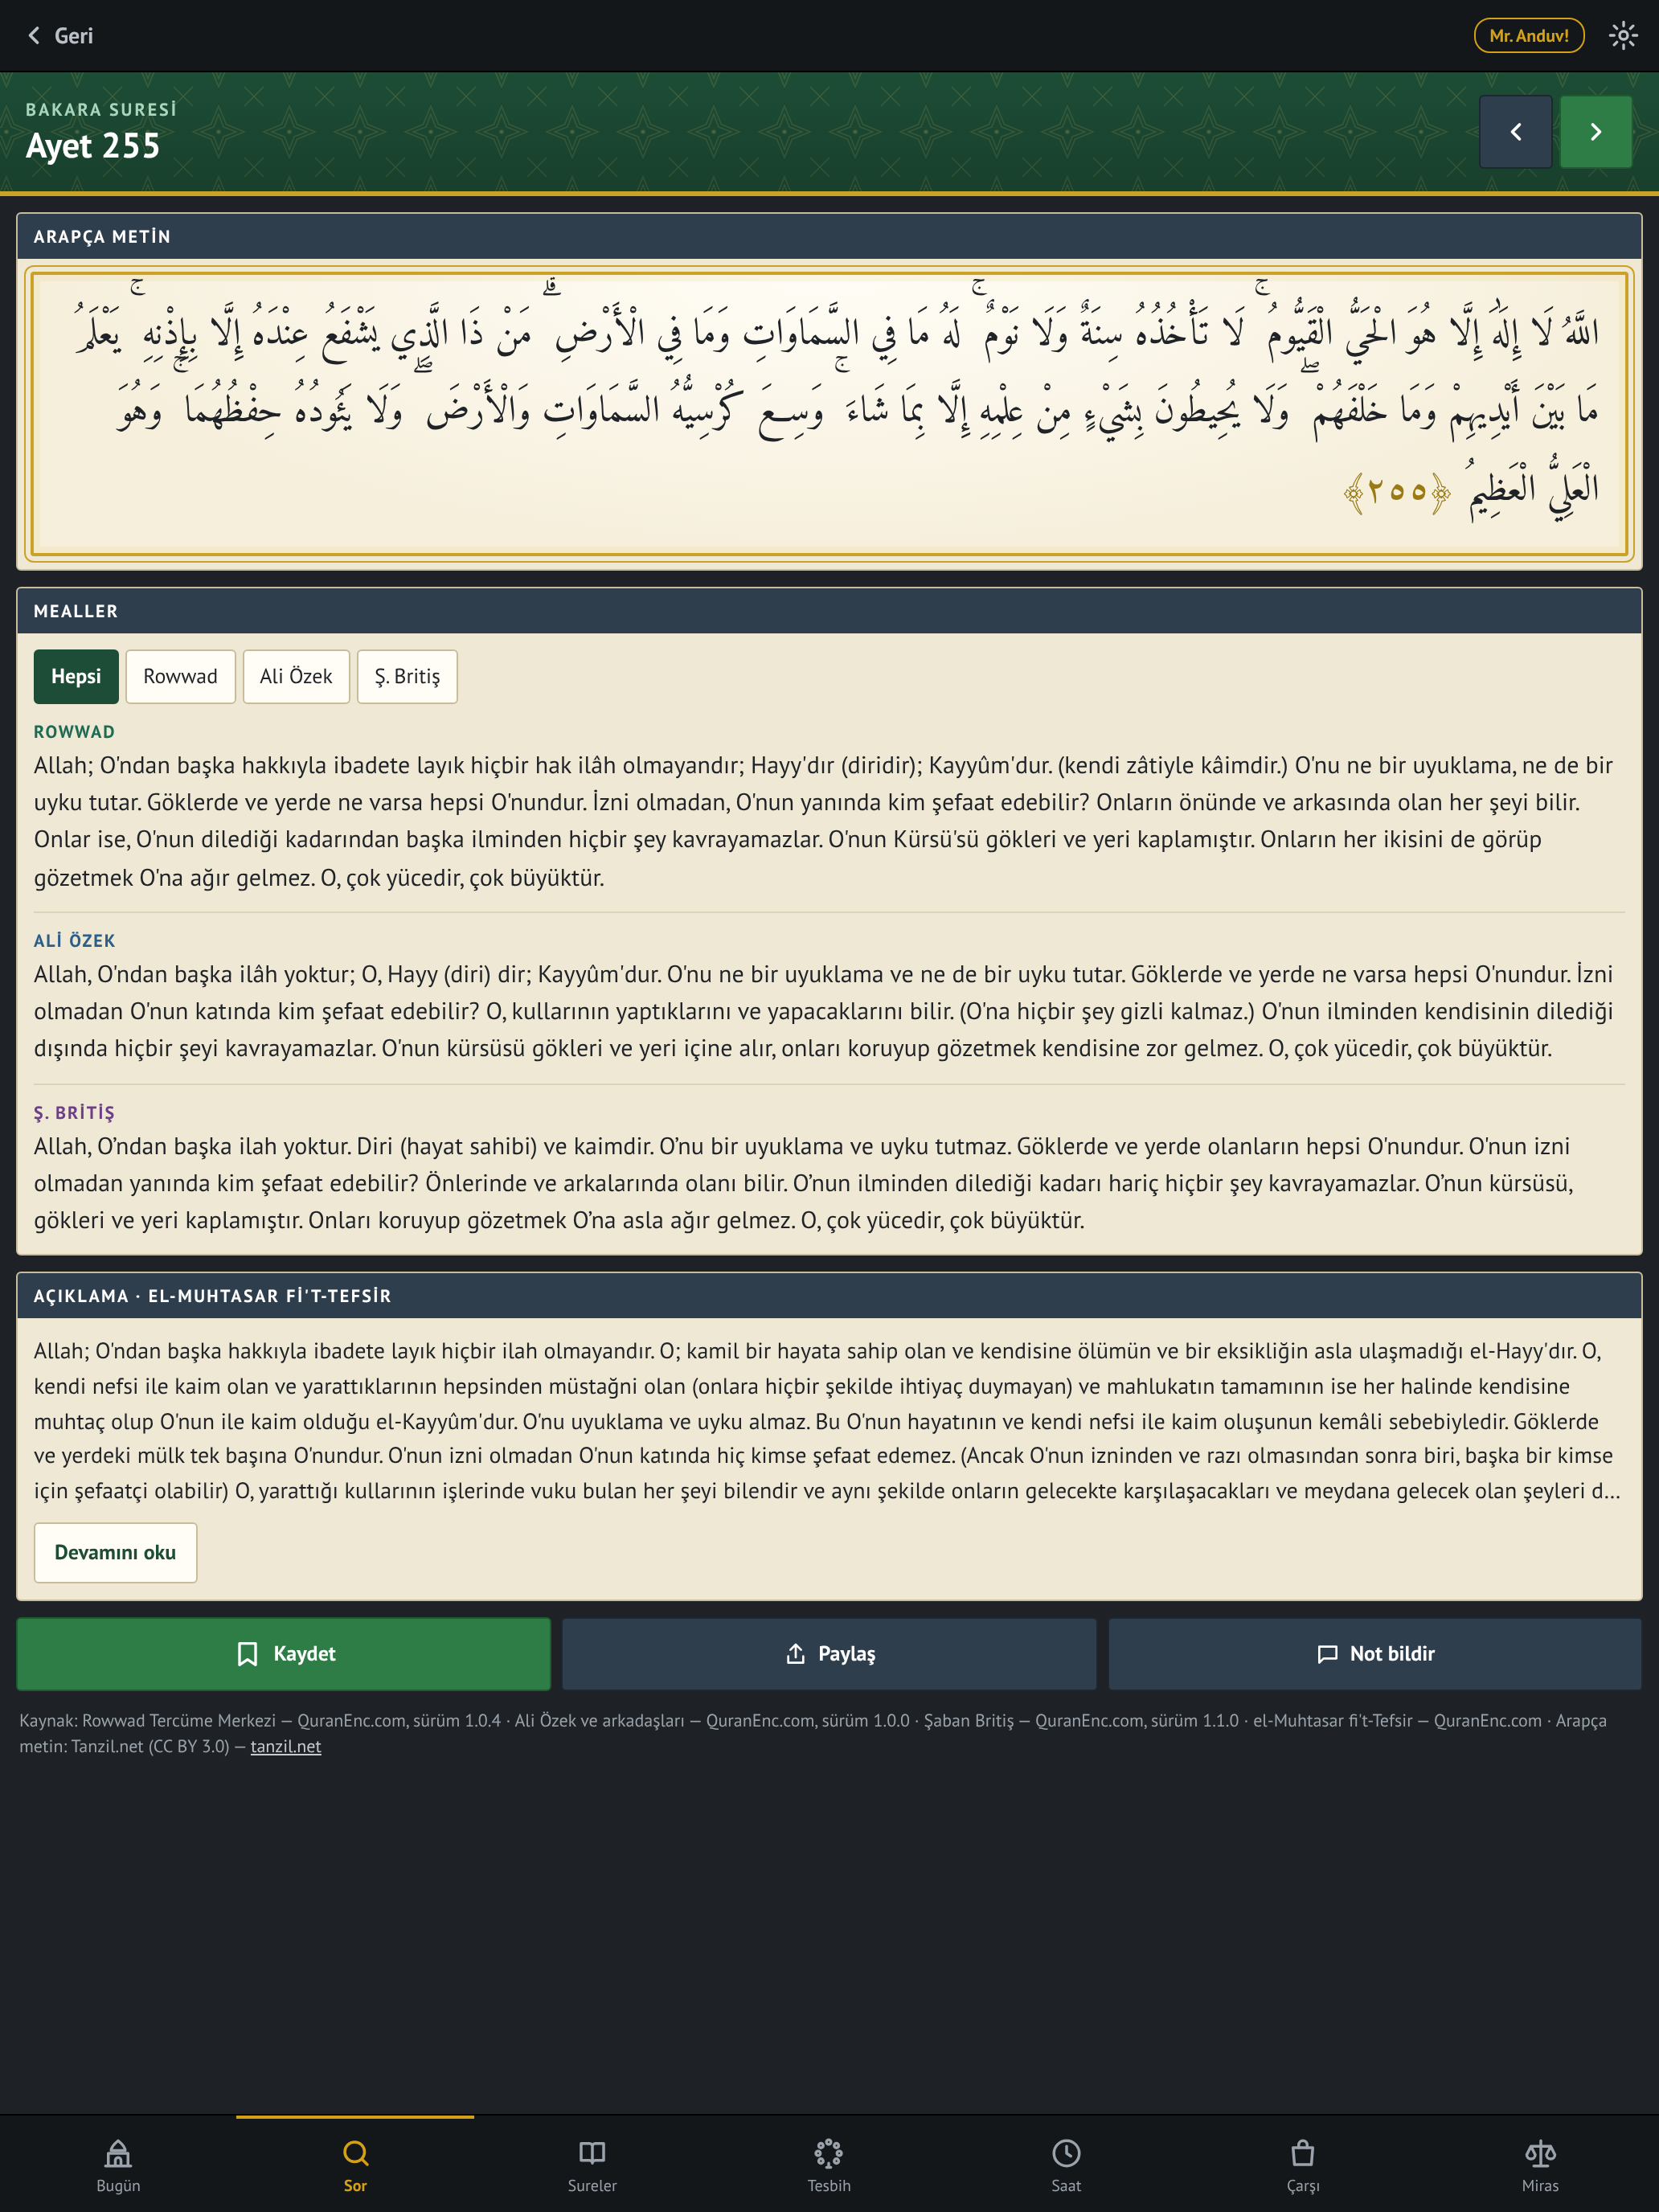 Geri
Mr. Anduv!
BAKARA SURESİ
Ayet 255
ARAPÇA METİN
اللَّهُ لَا إِلَٰهَ إِلَّا هُوَ الْحَيُّ الْقَيُّومُ ۚ لَا تَأْخُذُهُ سِنَةٌ وَلَا نَوْمٌ ۚ لَهُ مَا فِي السَّمَاوَاتِ وَمَا فِي الْأَرْضِ ۗ مَنْ ذَا الَّذِي يَشْفَعُ عِنْدَهُ إِلَّا بِإِذْنِهِ ۚ يَعْلَمُ
مَا بَيْنَ أَيْدِيهِمْ وَمَا خَلْفَهُمْ ۖ وَلَا يُحِيطُونَ بِشَيْءٍ مِنْ عِلْمِهِ إِلَّا بِمَا شَاءَ ۚ وَسِعَ كُرْسِيُّهُ السَّمَاوَاتِ وَالْأَرْضَ ۖ وَلَا يَئُودُهُ حِفْظُهُمَا ۚ وَهُوَ
الْعَلِيُّ الْعَظِيمُ ﴿٢٥٥﴾
MEALLER
Hepsi
Rowwad
Ali Özek
Ş. Britiş
ROWWAD
Allah; O'ndan başka hakkıyla ibadete layık hiçbir hak ilâh olmayandır; Hayy'dır (diridir); Kayyûm'dur. (kendi zâtiyle kâimdir.) O'nu ne bir uyuklama, ne de bir
uyku tutar. Göklerde ve yerde ne varsa hepsi O'nundur. İzni olmadan, O'nun yanında kim şefaat edebilir? Onların önünde ve arkasında olan her şeyi bilir.
Onlar ise, O'nun dilediği kadarından başka ilminden hiçbir şey kavrayamazlar. O'nun Kürsü'sü gökleri ve yeri kaplamıştır. Onların her ikisini de görüp
gözetmek O'na ağır gelmez. O, çok yücedir, çok büyüktür.
ALİ ÖZEK
Allah, O'ndan başka ilâh yoktur; O, Hayy (diri) dir; Kayyûm'dur. O'nu ne bir uyuklama ve ne de bir uyku tutar. Göklerde ve yerde ne varsa hepsi O'nundur. İzni
olmadan O'nun katında kim şefaat edebilir? O, kullarının yaptıklarını ve yapacaklarını bilir. (O'na hiçbir şey gizli kalmaz.) O'nun ilminden kendisinin dilediği
dışında hiçbir şeyi kavrayamazlar. O'nun kürsüsü gökleri ve yeri içine alır, onları koruyup gözetmek kendisine zor gelmez. O, çok yücedir, çok büyüktür.
Ş. BRİTİŞ
Allah, O’ndan başka ilah yoktur. Diri (hayat sahibi) ve kaimdir. O’nu bir uyuklama ve uyku tutmaz. Göklerde ve yerde olanların hepsi O'nundur. O'nun izni
olmadan yanında kim şefaat edebilir? Önlerinde ve arkalarında olanı bilir. O’nun ilminden dilediği kadarı hariç hiçbir şey kavrayamazlar. O’nun kürsüsü,
gökleri ve yeri kaplamıştır. Onları koruyup gözetmek O’na asla ağır gelmez. O, çok yücedir, çok büyüktür.
AÇIKLAMA · EL-MUHTASAR Fİ'T-TEFSİR
Allah; O'ndan başka hakkıyla ibadete layık hiçbir ilah olmayandır. O; kamil bir hayata sahip olan ve kendisine ölümün ve bir eksikliğin asla ulaşmadığı el-Hayy'dır. O,
kendi nefsi ile kaim olan ve yarattıklarının hepsinden müstağni olan (onlara hiçbir şekilde ihtiyaç duymayan) ve mahlukatın tamamının ise her halinde kendisine
muhtaç olup O'nun ile kaim olduğu el-Kayyûm'dur. O'nu uyuklama ve uyku almaz. Bu O'nun hayatının ve kendi nefsi ile kaim oluşunun kemâli sebebiyledir. Göklerde
ve yerdeki mülk tek başına O'nundur. O'nun izni olmadan O'nun katında hiç kimse şefaat edemez. (Ancak O'nun izninden ve razı olmasından sonra biri, başka bir kimse
için şefaatçi olabilir) O, yarattığı kullarının işlerinde vuku bulan her şeyi bilendir ve aynı şekilde onların gelecekte karşılaşacakları ve meydana gelecek olan şeyleri d...
Devamını oku
Kaydet
Paylaş
Not bildir
Kaynak: Rowwad Tercüme Merkezi — QuranEnc.com, sürüm 1.0.4 · Ali Özek ve arkadaşları — QuranEnc.com, sürüm 1.0.0 · Şaban Britiş — QuranEnc.com, sürüm 1.1.0 · el-Muhtasar fi't-Tefsir — QuranEnc.com · Arapça
metin: Tanzil.net (CC BY 3.0) — tanzil.net
Bugün
Sor
Sureler
Tesbih
Saat
Çarşı
Miras